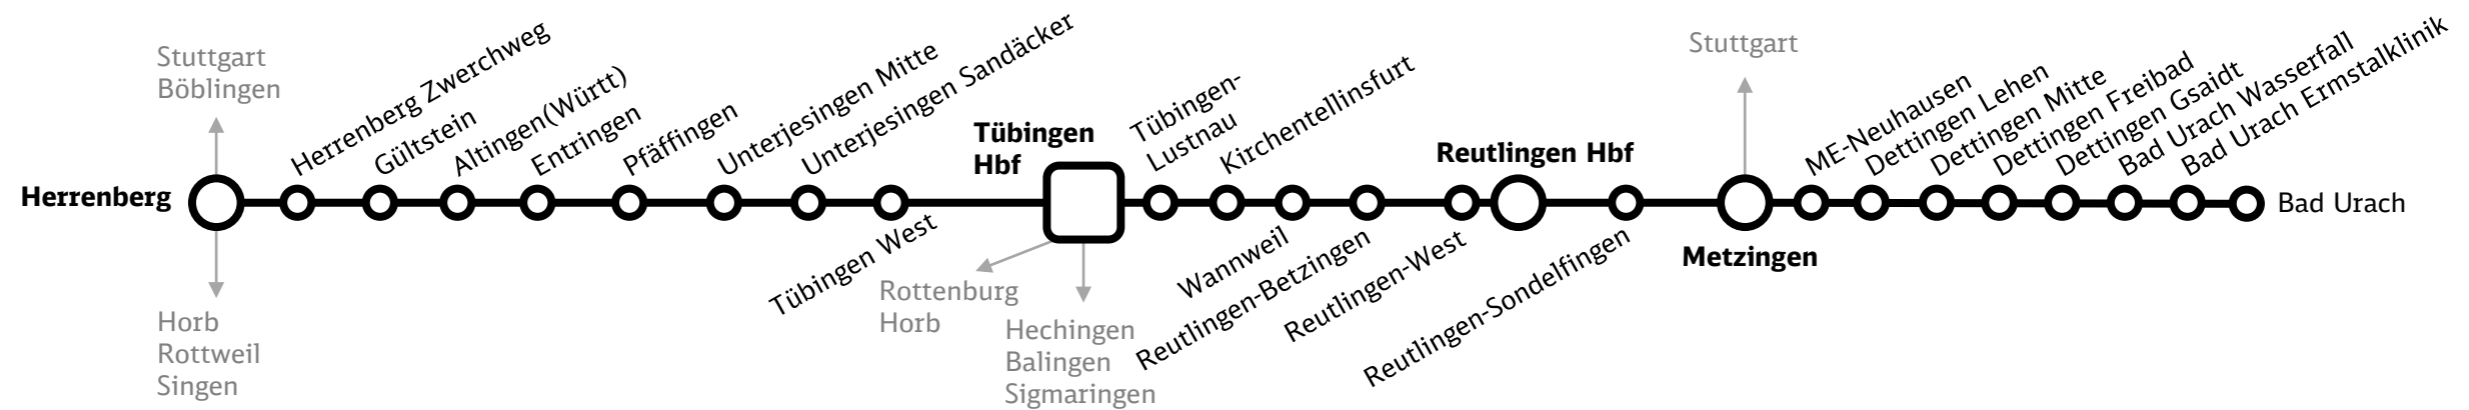 Stuttgart
Böblingen
Herrenberg
Horb
Rottweil
Singen
Herrenberg Zwerchweg
Gültstein
Altingen(Württ)
Entringen
Pfäffingen
Unterjesingen Mitte
Unterjesingen Sandäcker
Tübingen West
Tübingen
Hbf
Rottenburg
Horb
Hechingen
Balingen
Sigmaringen
Tübingen-
Lustnau
Kirchentellinsfurt
Wannweil
Reutlingen-Betzingen
Reutlingen-West
Reutlingen Hbf
Reutlingen-Sondelfingen
Stuttgart
Metzingen
ME-Neuhausen
Dettingen Lehen
Dettingen Mitte
Dettingen Freibad
Dettingen Gsaidt
Bad Urach Wasserfall
Bad Urach Ermstalklinik
Bad Urach